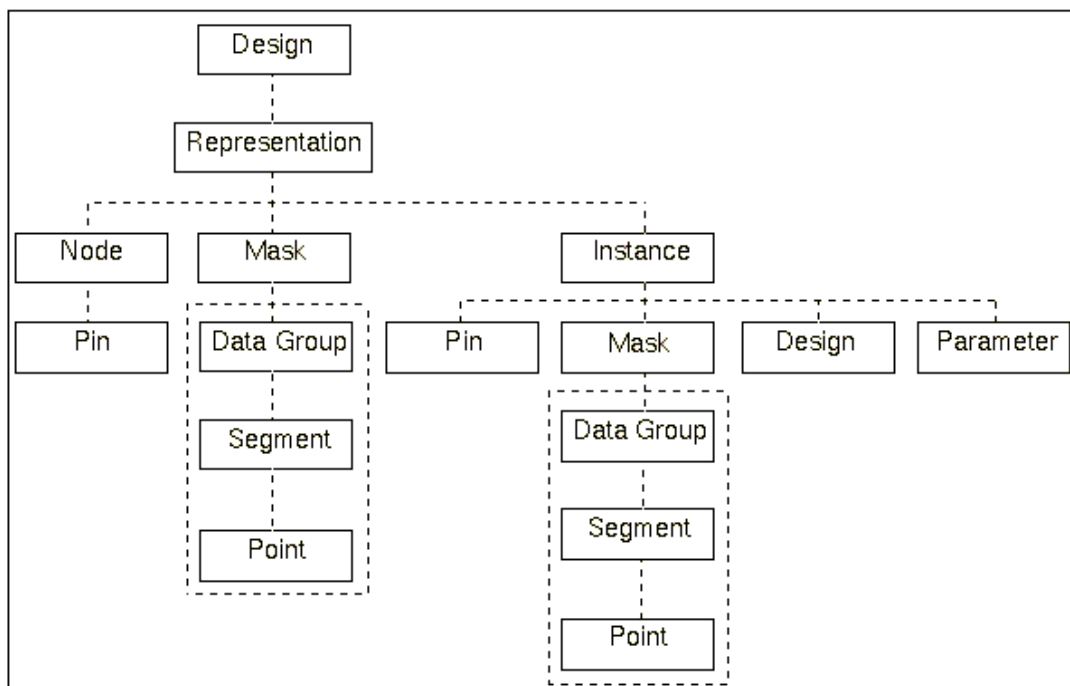 Design
Representation
Node Mask Instance
Pin Data Group Pin Mask Design Parameter
Segment Data Group
Point Segment
Point